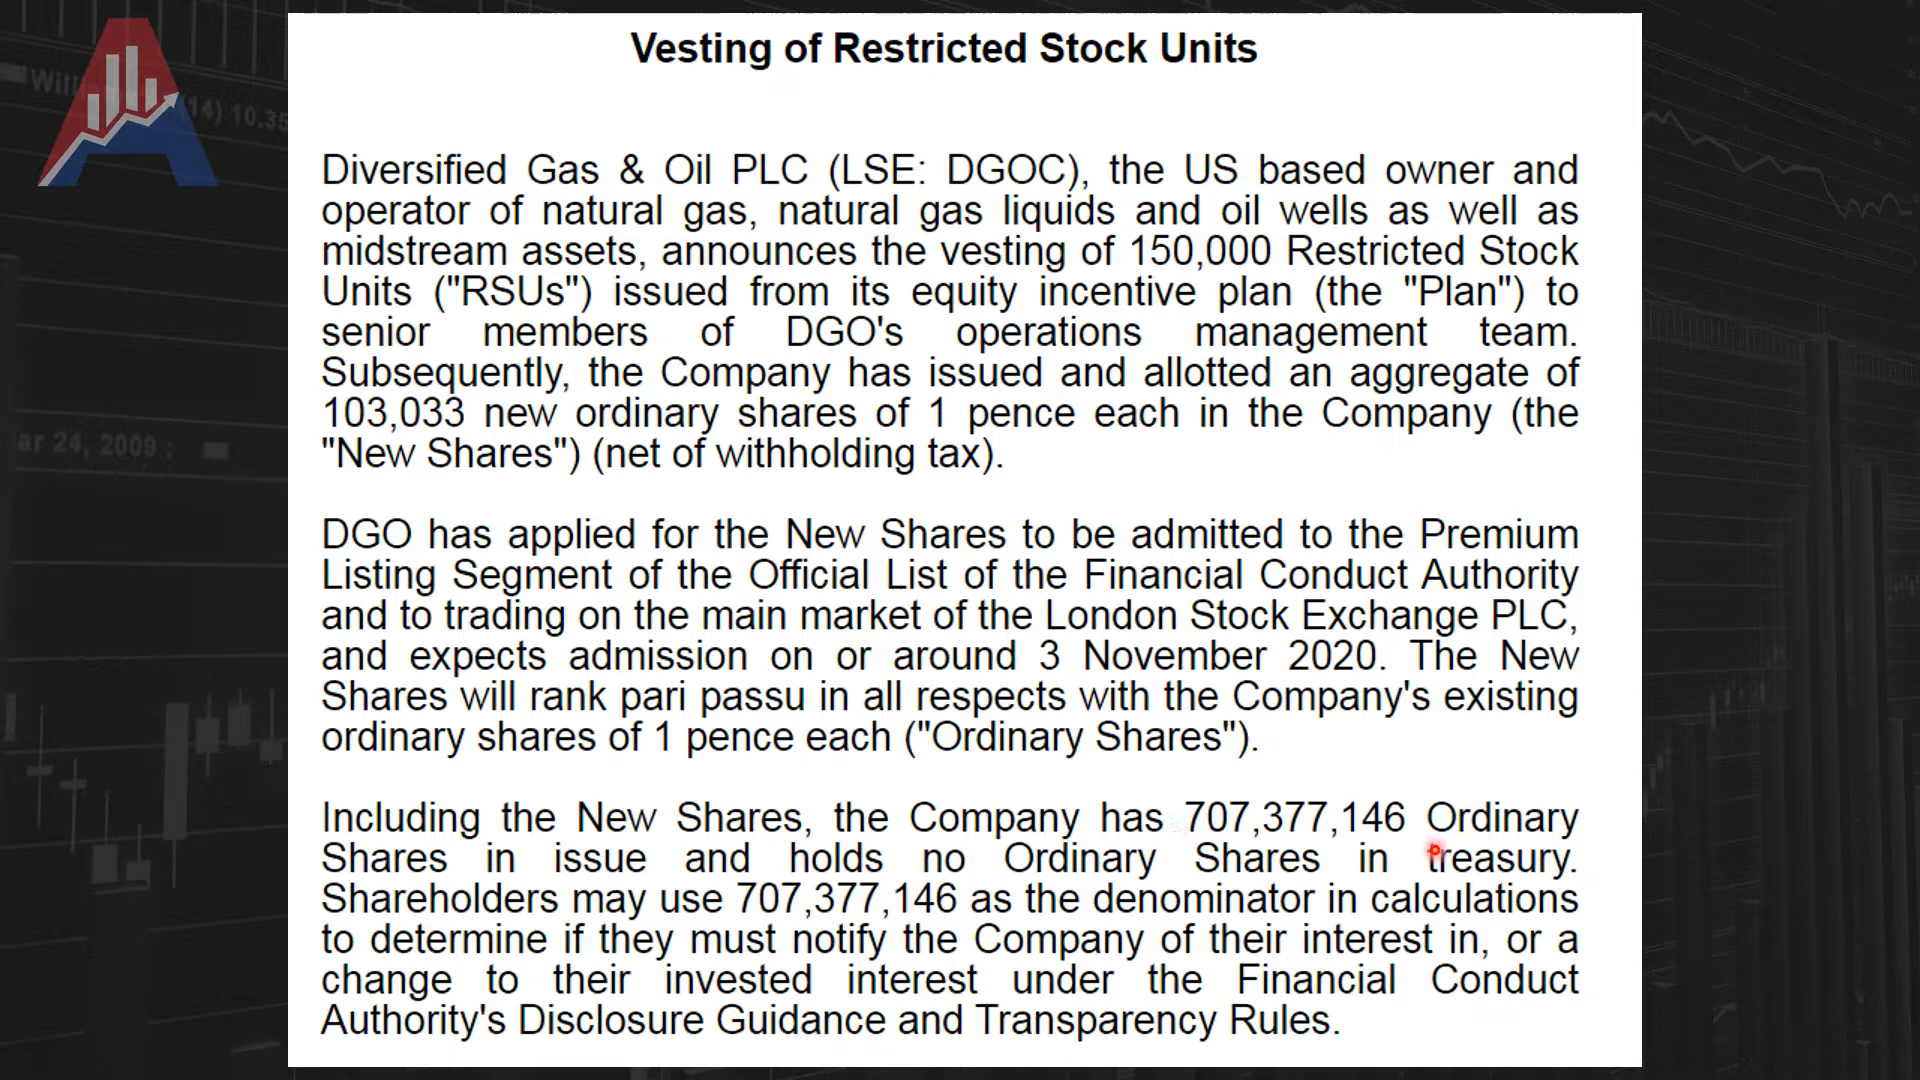 Vesting of Restricted Stock Units
Diversified Gas & Oil PLC (LSE: DGOC), the US based owner and
operator of natural gas, natural gas liquids and oil wells as well as
midstream assets, announces the vesting of 150,000 Restricted Stock
Units ("RSUs") issued from its equity incentive plan (the "Plan") to
senior members of DGO's operations management team.
Subsequently, the Company has issued and allotted an aggregate of
103,033 new ordinary shares of 1 pence each in the Company (the
"New Shares") (net of withholding tax).
DGO has applied for the New Shares to be admitted to the Premium
Listing Segment of the Official List of the Financial Conduct Authority
and to trading on the main market of the London Stock Exchange PLC,
and expects admission on or around 3 November 2020. The New
Shares will rank pari passu in all respects with the Company's existing
ordinary shares of 1 pence each ("Ordinary Shares").
Including the New Shares, the Company has 707,377,146 Ordinary
Shares in issue and holds no Ordinary Shares in treasury.
Shareholders may use 707,377,146 as the denominator in calculations
to determine if they must notify the Company of their interest in, or a
change to their invested interest under the Financial Conduct
Authority's Disclosure Guidance and Transparency Rules.
14) 10.35
ar 24, 2009 :